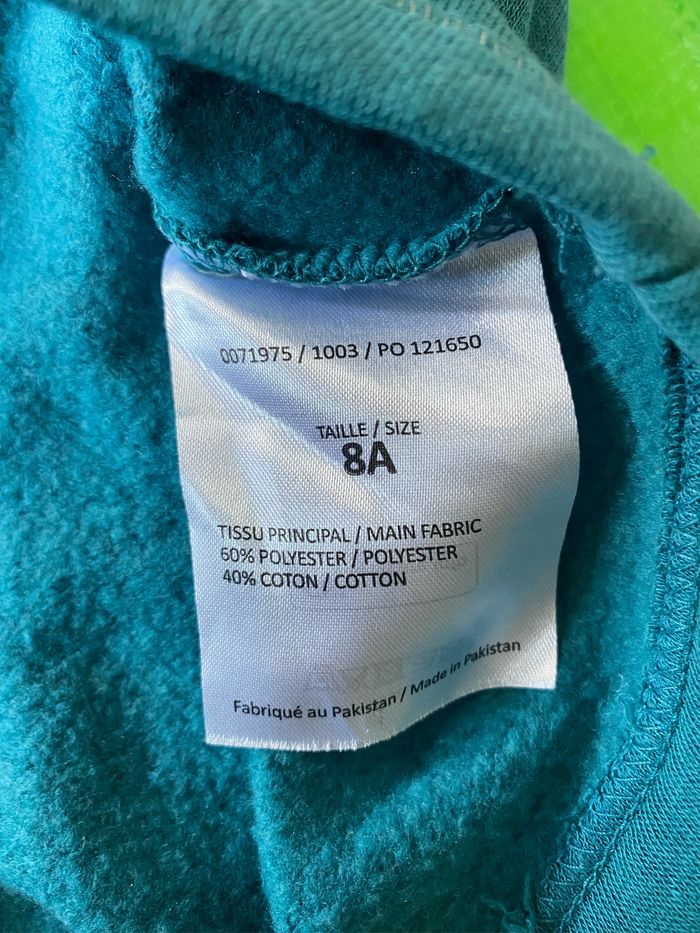 0071975 / 1003 / PO 121650
TAILLE / SIZE
8A
TISSU PRINCIPAL / MAIN FABRIC
60% POLYESTER / POLYESTER
40% COTON / COTTON
Fabriqué au Pakistan / Made in Pakistan